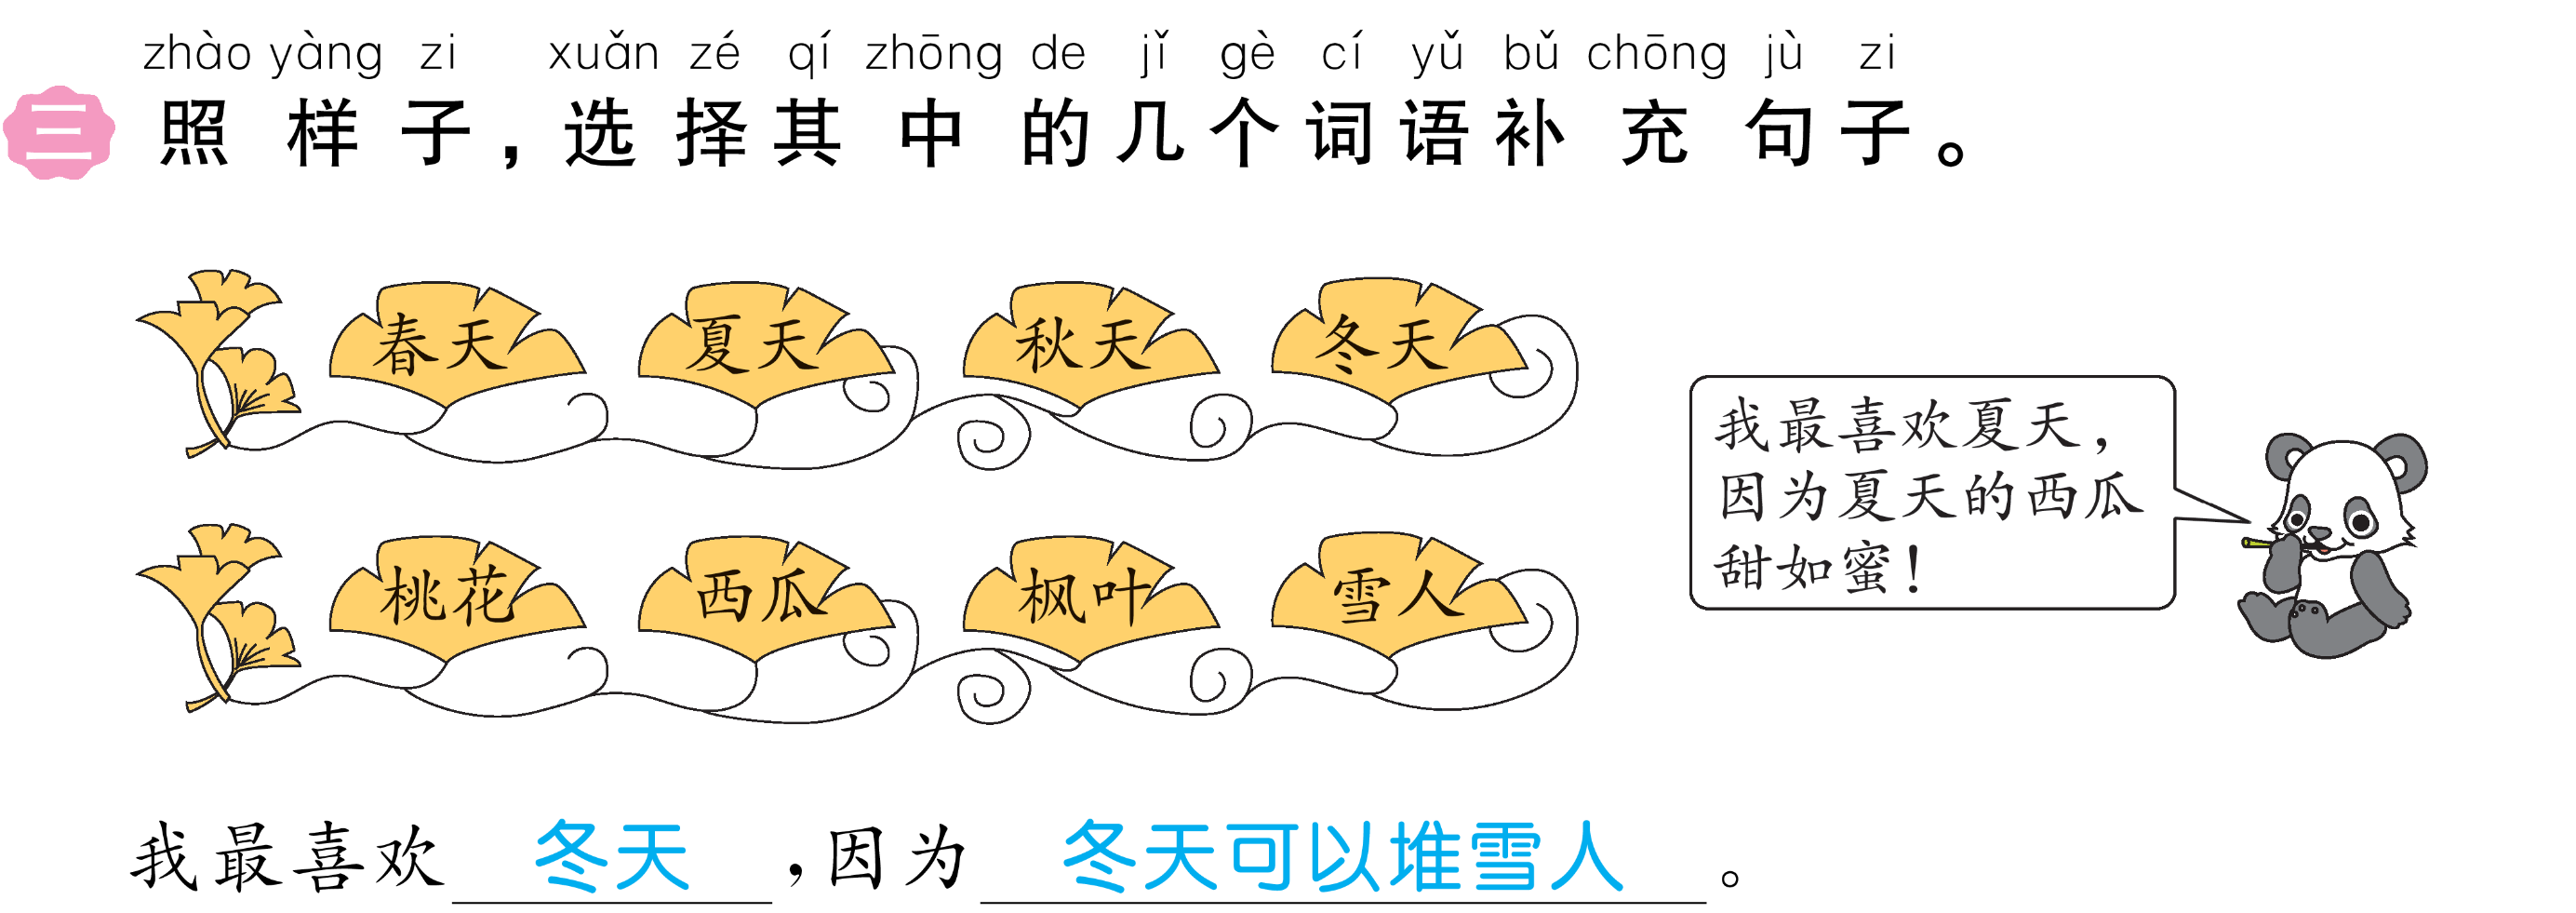 zhào yàng zi xuǎn zé qí zhōng de jǐ gè cí yǔ bǔ chōng jù zi
三 照样子，选择其中的几个词语补充句子。
春天 夏天 秋天 冬天
我最喜欢夏天，
因为夏天的西瓜
甜如蜜！
桃花 西瓜 枫叶 雪人
我最喜欢 冬天 ，因为 冬天可以堆雪人 。